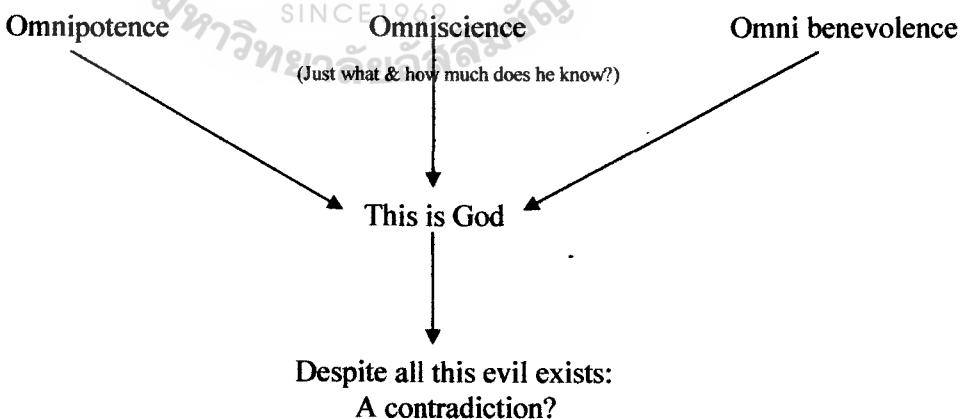 SINCE 1969
Omnipotence Omniscience Omni benevolence
(Just what & how much does he know?)
This is God
Despite all this evil exists:
A contradiction?